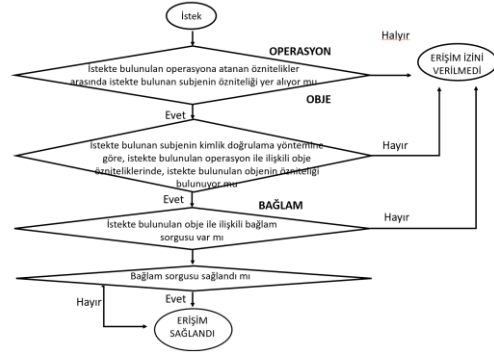 İstek
OPERASYON
Halyır
İstekte bulunulan operasyona atanan öznitelikler
arasında istekte bulunan subjenin özniteliği yer alıyor mu
ERİŞİM İZİNİ
VERİLMEDİ
OBJE
Evet
İstekte bulunan subjenin kimlik doğrulama yöntemine
göre, istekte bulunulan operasyon ile ilişkili obje
özniteliklerinde, istekte bulunulan objenin özniteliği
bulunuyor mu
Hayır
Evet
BAĞLAM
İstekte bulunulan obje ile ilişkili bağlam
sorgusu var mı
Hayır
Bağlam sorgusu sağlandı mı
Hayır
Evet
ERİŞİM
SAĞLANDI